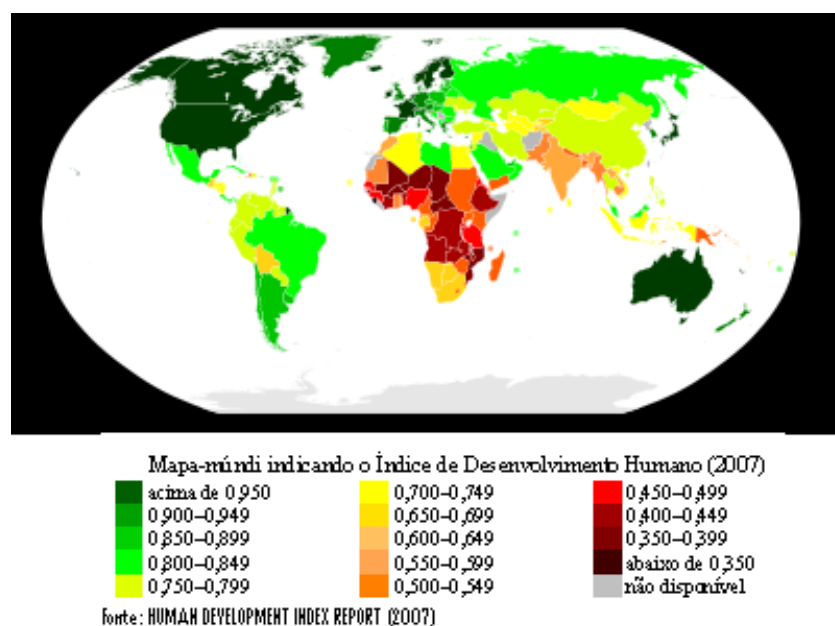 Mapa-múndi indicando o Índice de Desenvolvimento Humano (2007)
acima de 0,950
0,900–0,949
0,850–0,899
0,800–0,849
0,750–0,799
0,700–0,749
0,650–0,699
0,600–0,649
0,550–0,599
0,500–0,549
0,450–0,499
0,400–0,449
0,350–0,399
abaixo de 0,350
não disponível
Fonte: HUMAN DEVELOPMENT INDEX REPORT (2007)